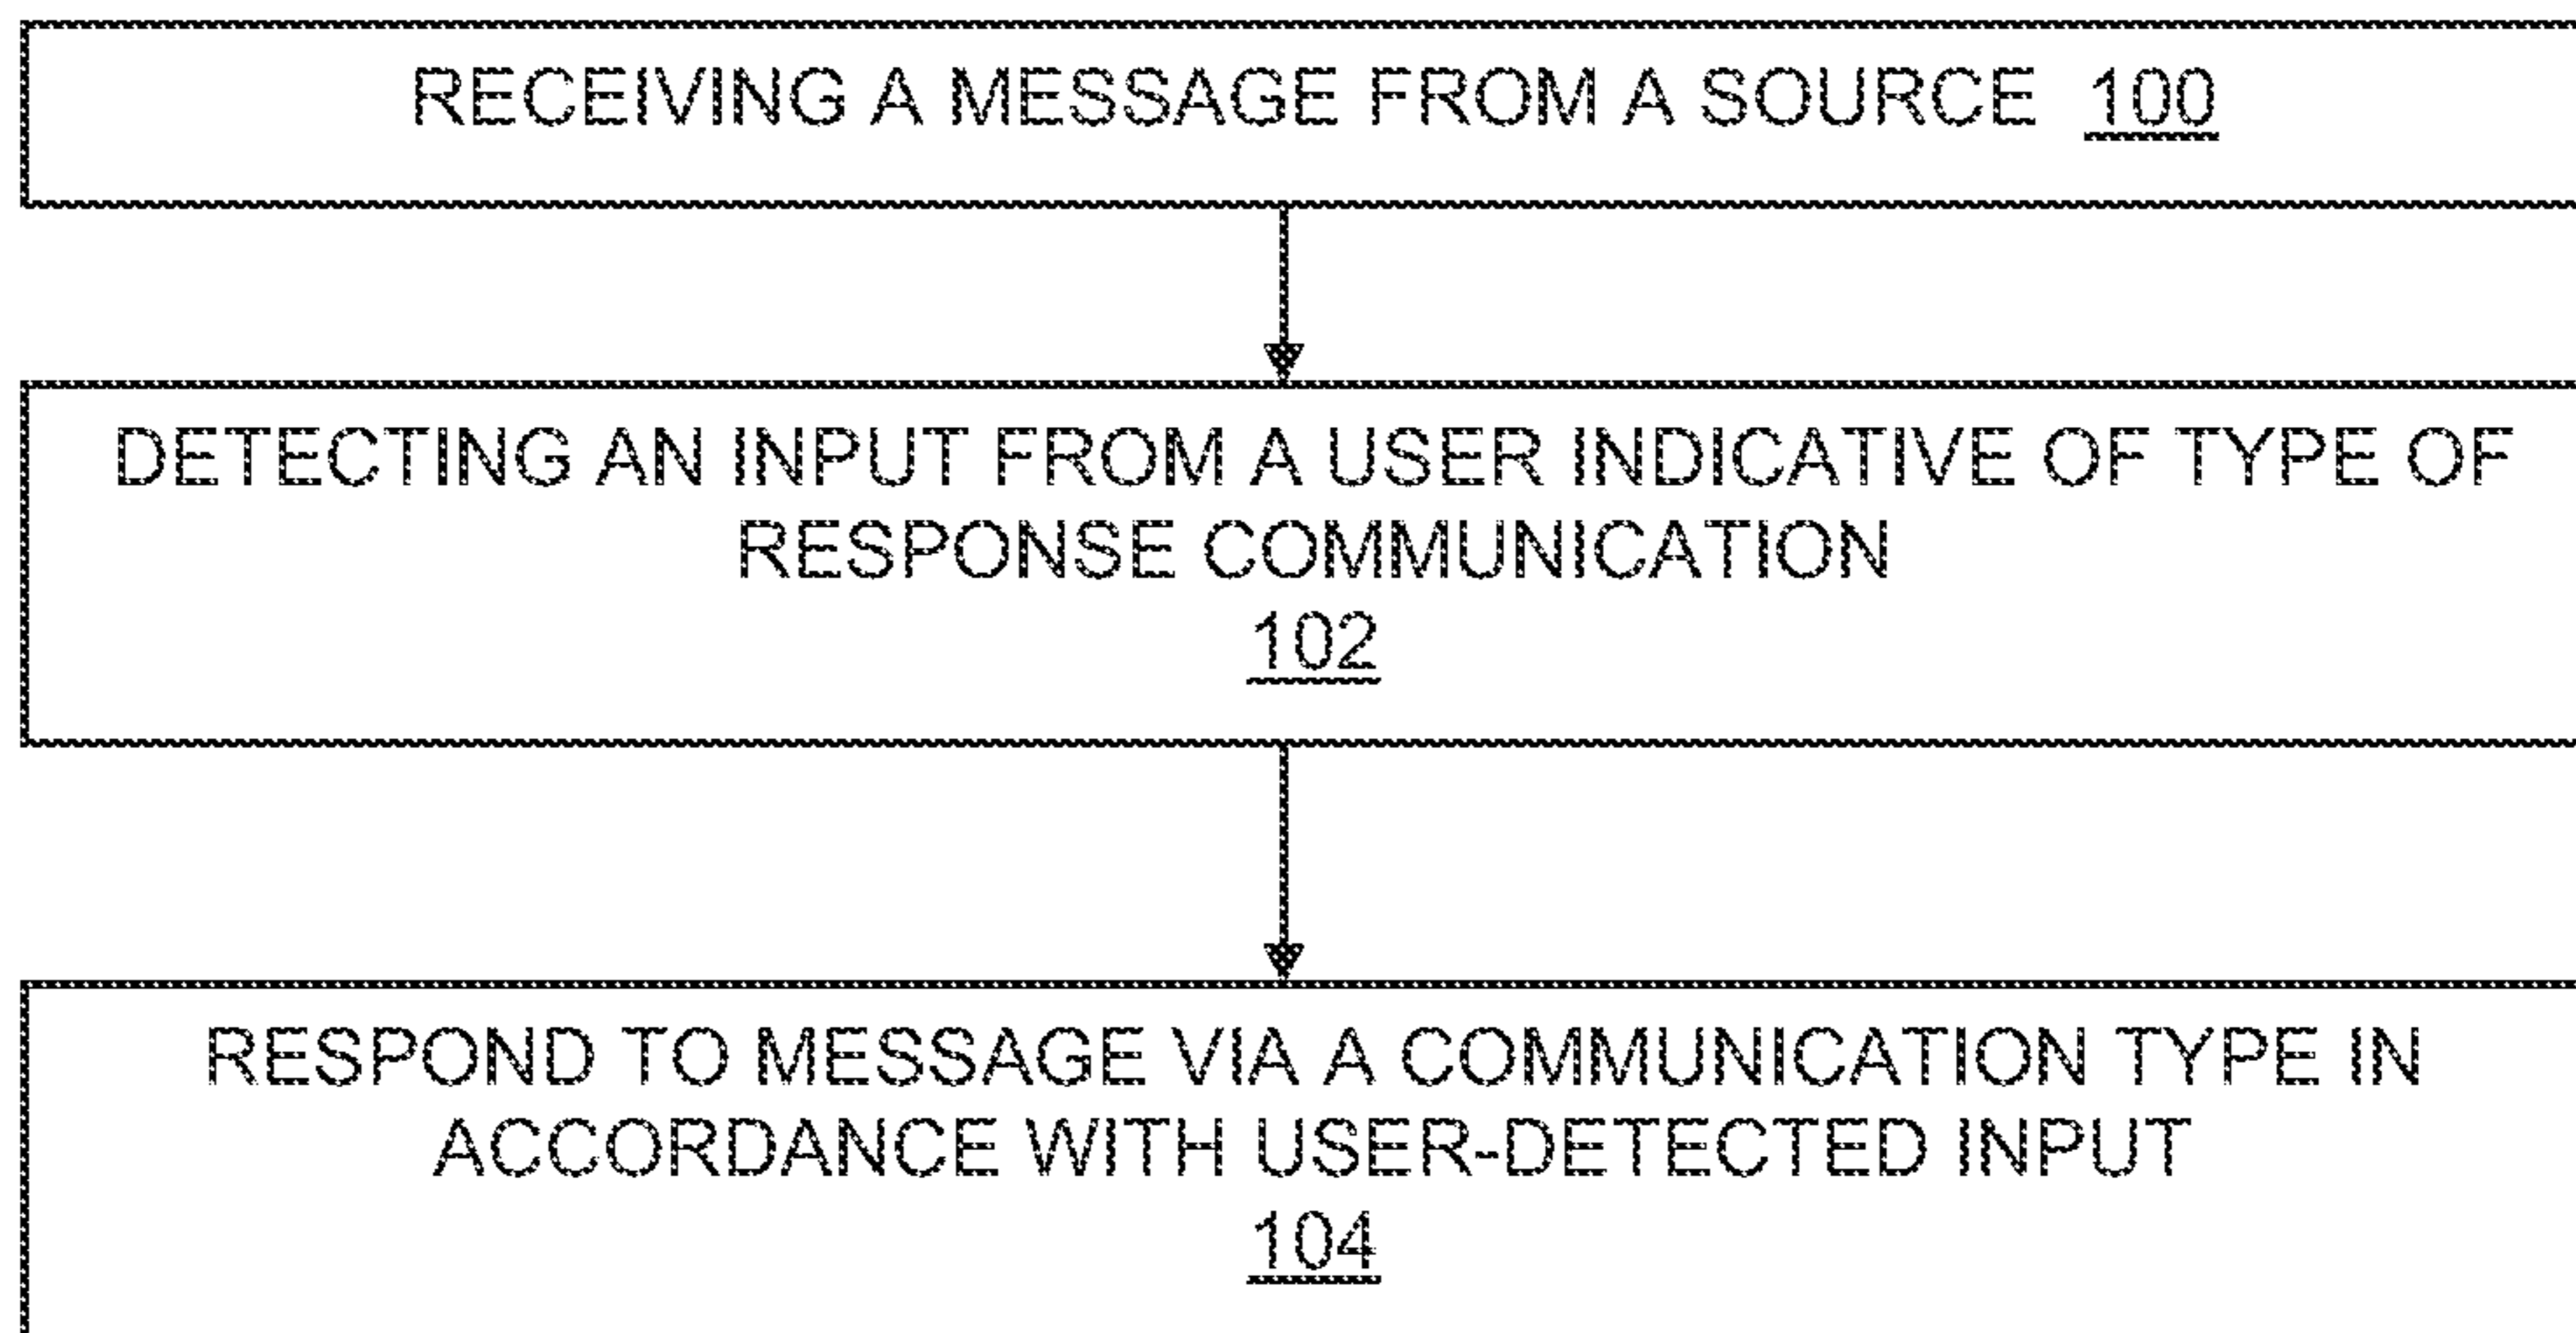 RECEIVING A MESSAGE FROM A SOURCE 100
DETECTING AN INPUT FROM A USER INDICATIVE OF TYPE OF
RESPONSE COMMUNICATION
102
RESPOND TO MESSAGE VIA A COMMUNICATION TYPE IN
ACCORDANCE WITH USER-DETECTED INPUT
104